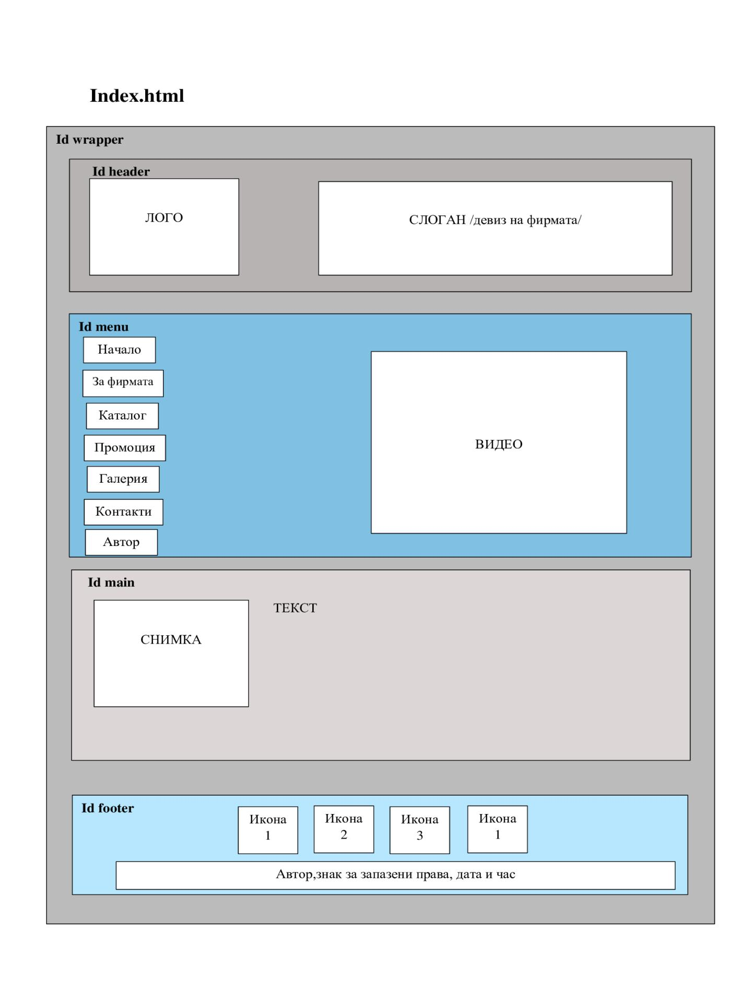 Index.html
Id wrapper
Id header
ЛОГО
СЛОГАН /девиз на фирмата/
Id menu
Начало
За фирмата
Каталог
Промоция
Галерия
Контакти
Автор
ВИДЕО
Id main
СНИМКА
ТЕКСТ
Id footer
Икона
1
Икона
2
Икона
3
Икона
1
Автор,знак за запазени права, дата и час